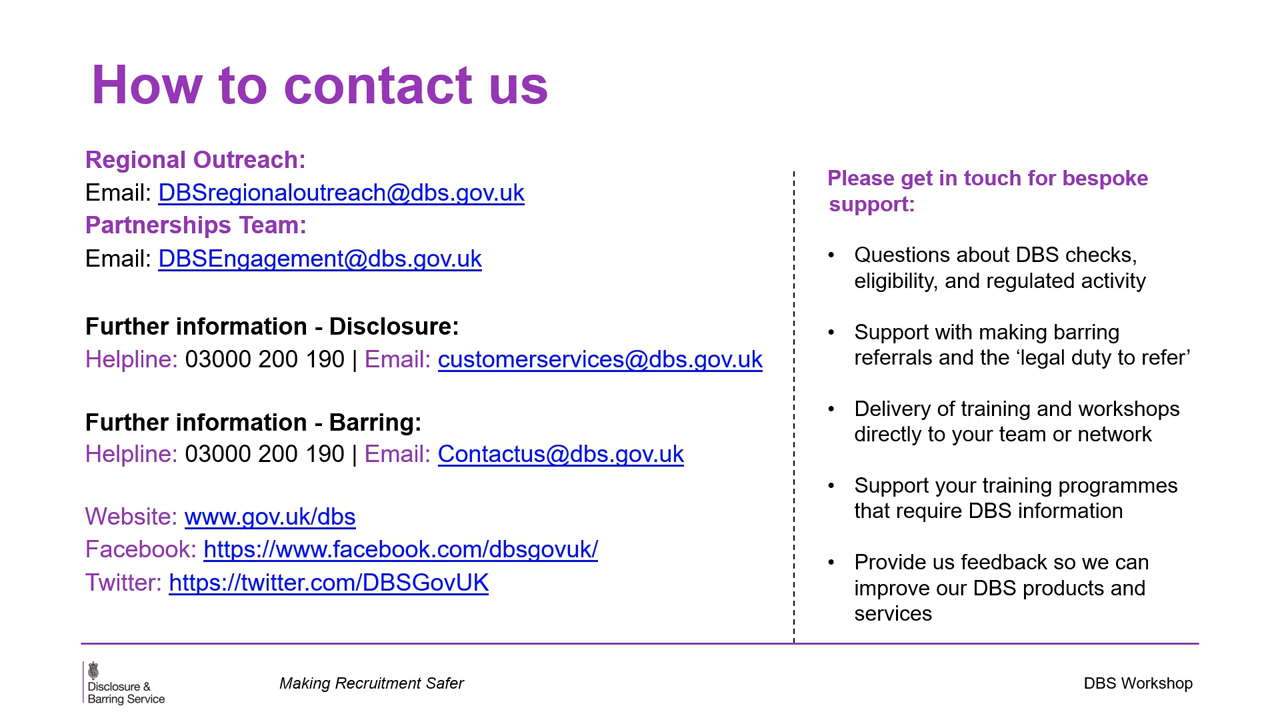 How to contact us
Regional Outreach:
Email: DBSregionaloutreach@dbs.gov.uk
Partnerships Team:
Email: DBSEngagement@dbs.gov.uk
Further information - Disclosure:
Helpline: 03000 200 190 | Email: customerservices@dbs.gov.uk
Further information - Barring:
Helpline: 03000 200 190 | Email: Contactus@dbs.gov.uk
Website: www.gov.uk/dbs
Facebook: https://www.facebook.com/dbsgovuk/
Twitter: https://twitter.com/DBSGovUK
Please get in touch for bespoke
support:
• Questions about DBS checks,
eligibility, and regulated activity
• Support with making barring
referrals and the ‘legal duty to refer’
• Delivery of training and workshops
directly to your team or network
• Support your training programmes
that require DBS information
• Provide us feedback so we can
improve our DBS products and
services
Disclosure &
Barring Service
Making Recruitment Safer
DBS Workshop